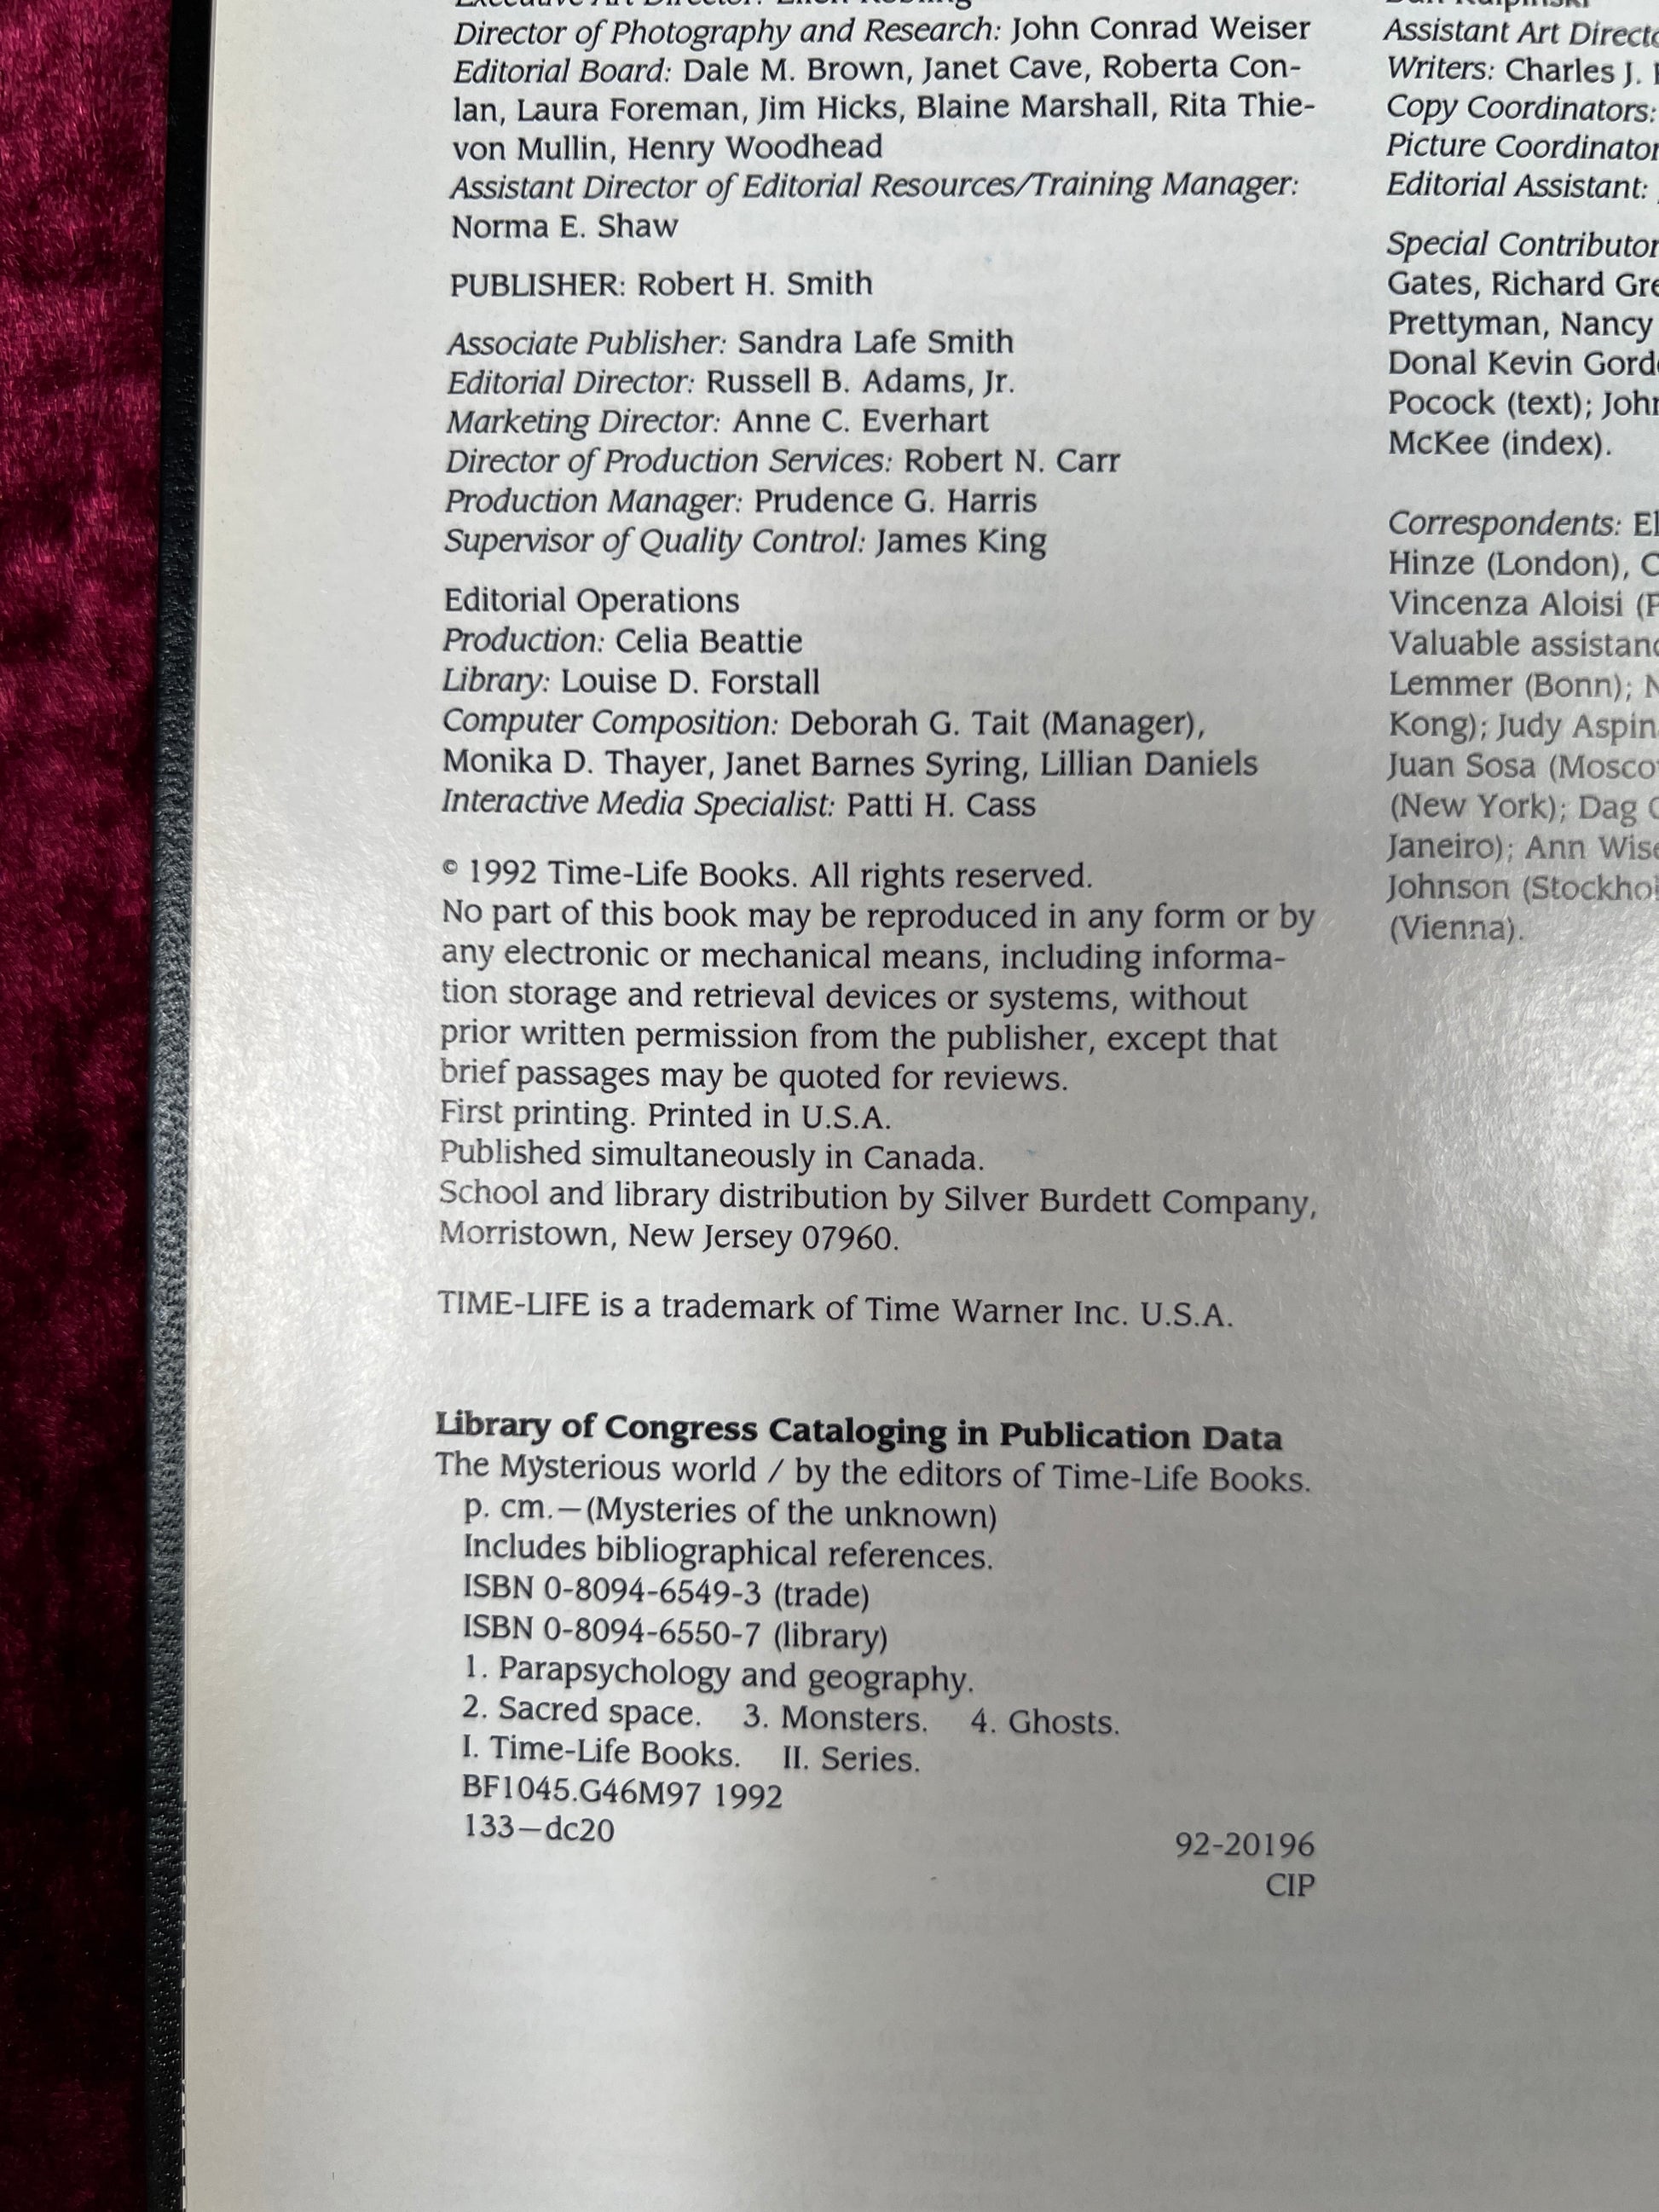 Director of Photography and Research: John Conrad Weiser
Editorial Board: Dale M. Brown, Janet Cave, Roberta Con-
lan, Laura Foreman, Jim Hicks, Blaine Marshall, Rita Thie-
von Mullin, Henry Woodhead
Assistant Director of Editorial Resources/Training Manager:
Norma E. Shaw
PUBLISHER: Robert H. Smith
Associate Publisher: Sandra Lafe Smith
Editorial Director: Russell B. Adams, Jr.
Marketing Director: Anne C. Everhart
Director of Production Services: Robert N. Carr
Production Manager: Prudence G. Harris
Supervisor of Quality Control: James King
Editorial Operations
Production: Celia Beattie
Library: Louise D. Forstall
Computer Composition: Deborah G. Tait (Manager),
Monika D. Thayer, Janet Barnes Syring, Lillian Daniels
Interactive Media Specialist: Patti H. Cass
© 1992 Time-Life Books. All rights reserved.
No part of this book may be reproduced in any form or by
any electronic or mechanical means, including informa-
tion storage and retrieval devices or systems, without
prior written permission from the publisher, except that
brief passages may be quoted for reviews.
First printing. Printed in U.S.A.
Published simultaneously in Canada.
School and library distribution by Silver Burdett Company,
Morristown, New Jersey 07960.
TIME-LIFE is a trademark of Time Warner Inc. U.S.A.
Library of Congress Cataloging in Publication Data
The Mysterious world / by the editors of Time-Life Books.
p. cm.—(Mysteries of the unknown)
Includes bibliographical references.
ISBN 0-8094-6549-3 (trade)
ISBN 0-8094-6550-7 (library)
1. Parapsychology and geography.
2. Sacred space. 3. Monsters. 4. Ghosts.
I. Time-Life Books. II. Series.
BF1045.G46M97 1992
133—dc20
92-20196
CIP
Assistant Art
Writers: Charles J.
Copy Coordinators:
Picture
Editorial Assistant:
Special
Gates, Richard
Prettyman, Nancy
Donal Kevin
Pocock (text);
McKee (index).
Correspondents:
Hinze (London),
Vincenza Aloisi
Valuable
Lemmer (Bonn);
Kong); Judy
Juan Sosa
(New York); Dag
Janeiro); Ann
Johnson
(Vienna).